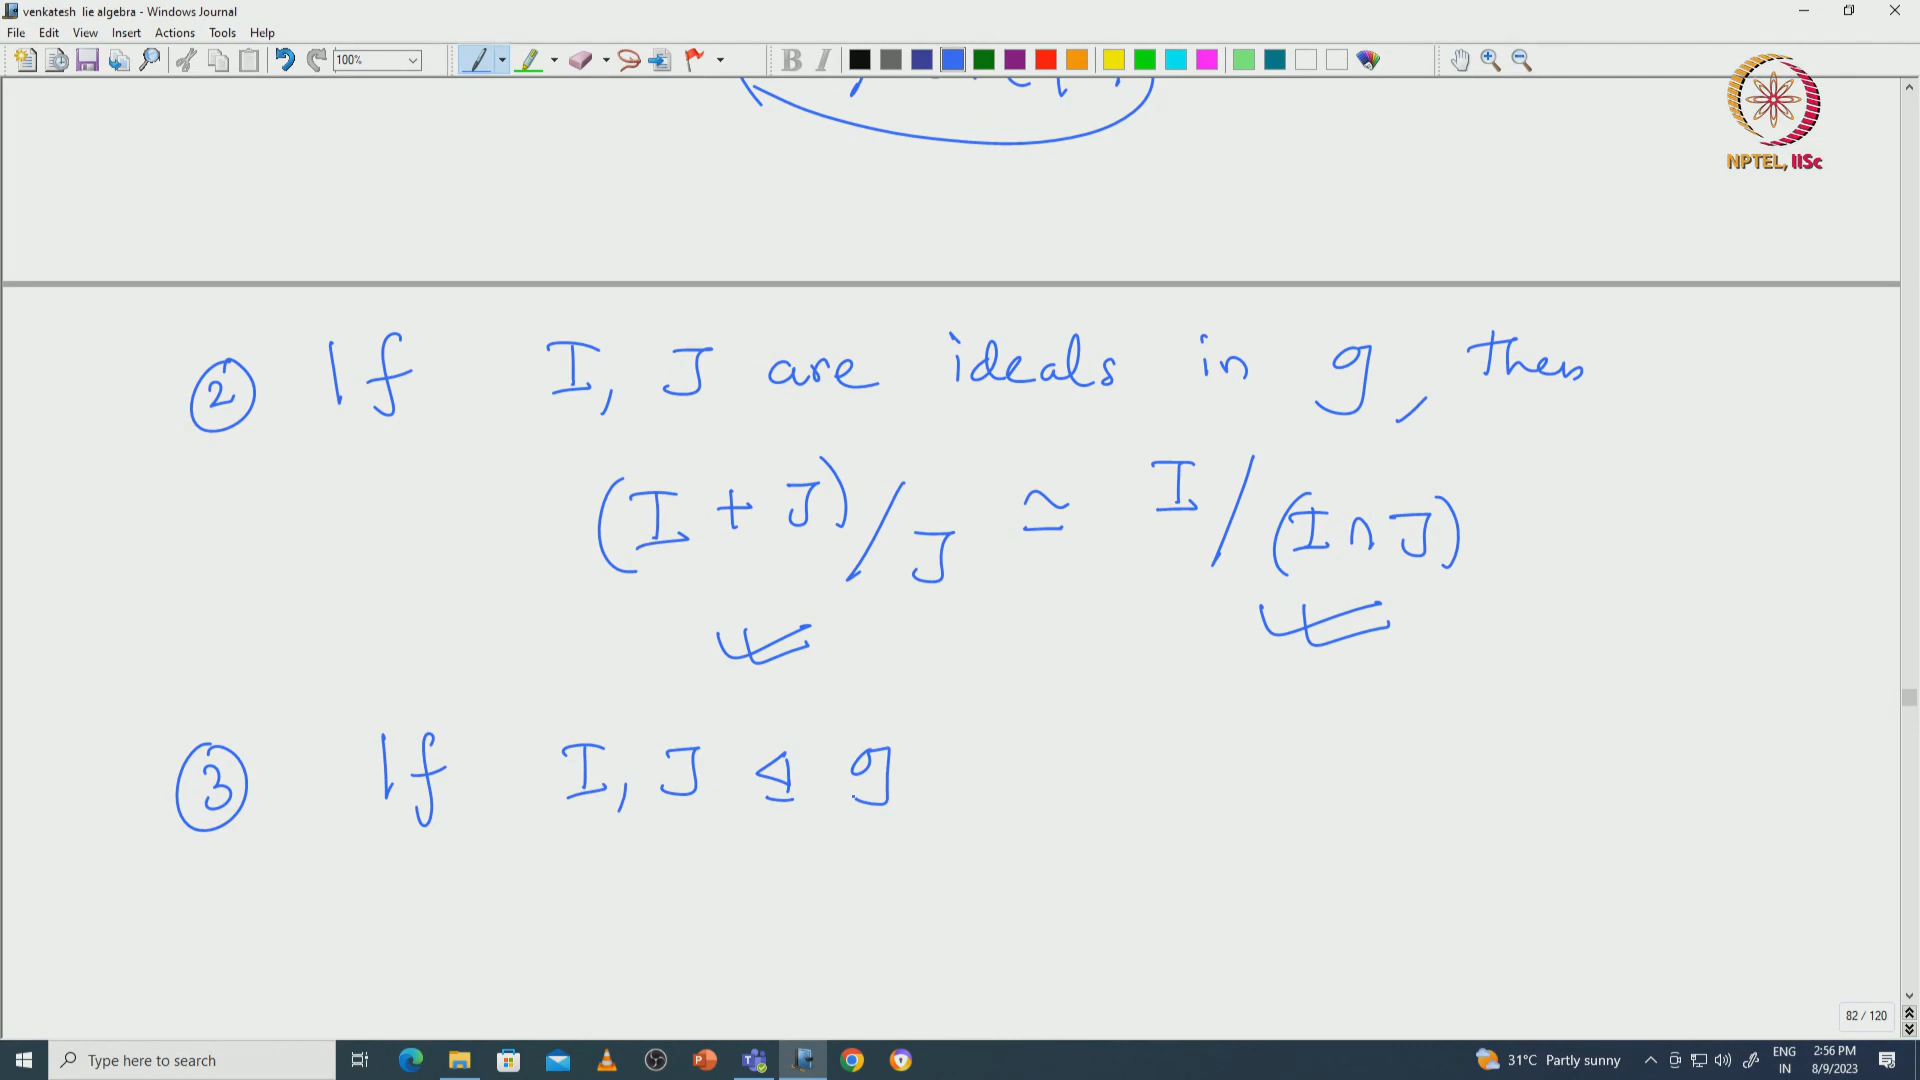 venkatesh lie algebra - Windows Journal
File Edit View Insert Actions Tools Help
100%
B I
NPTEL, IISc
② If I, J are ideals in g, then
(I + J)/J ≅ I/(I∩J)
③ If I, J ⊴ g
82 / 120
Type here to search
31°C Partly sunny
ENG
IN
2:56 PM
8/9/2023